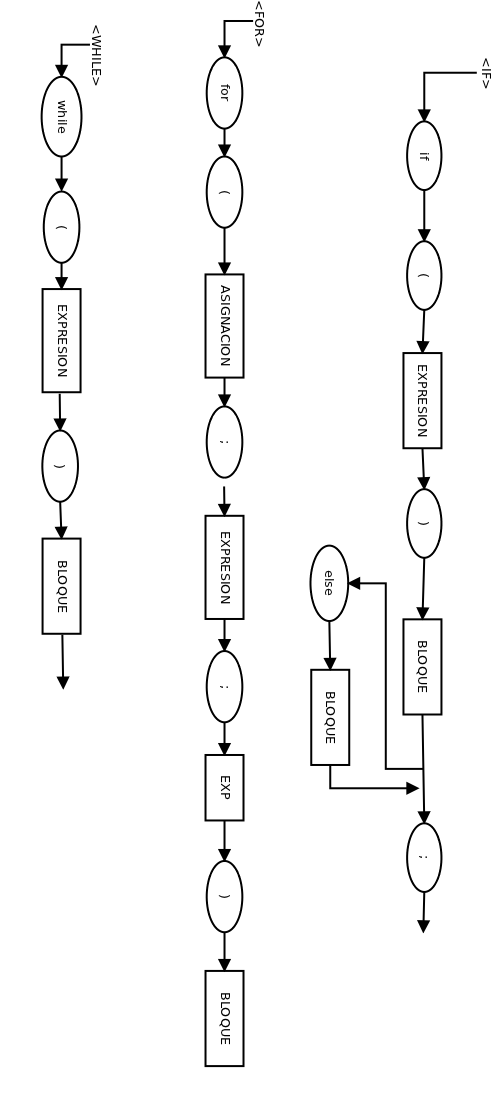 <IF>
if
(
EXPRESION
)
BLOQUE
;
else
BLOQUE
<FOR>
for
(
ASIGNACION
;
EXPRESION
;
EXP
)
BLOQUE
<WHILE>
while
(
EXPRESION
)
BLOQUE